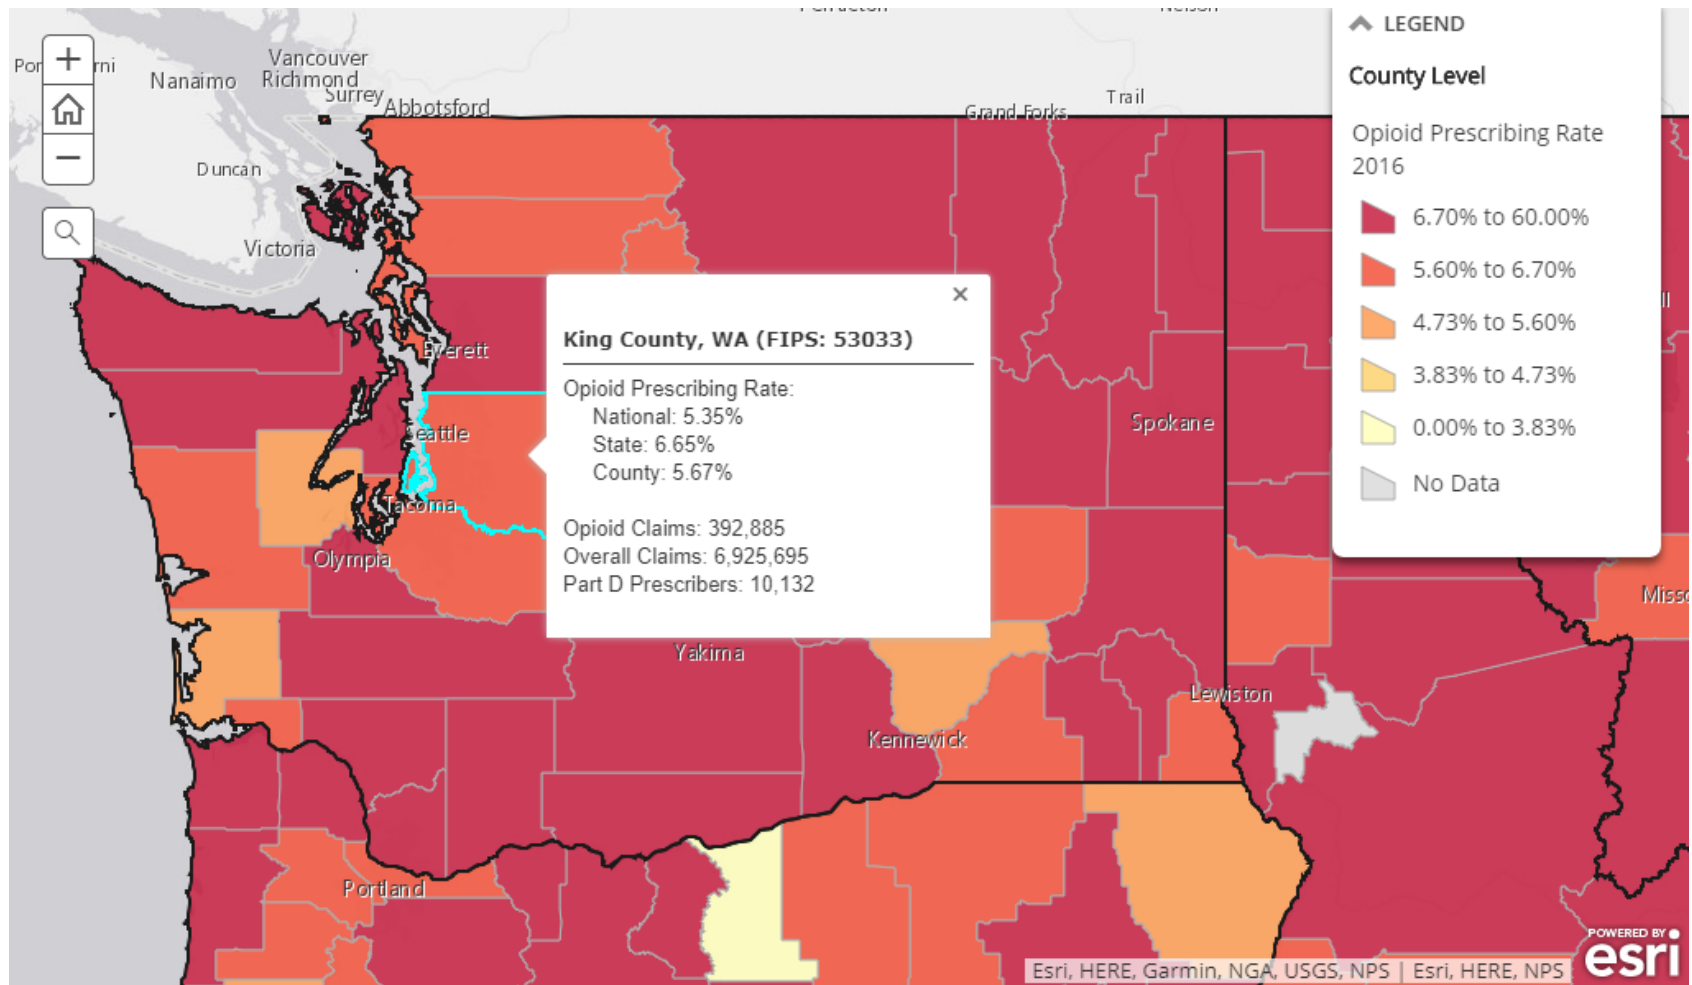 Nelson
Vancouver
Nanaimo
Richmond
Surrey
Abbotsford
Grand Forks
Trail
Duncan
Victoria
Everett
Seattle
Tacoma
Olympia
Spokane
Yakima
Lewiston
Kennewick
Portland
King County, WA (FIPS: 53033)
Opioid Prescribing Rate:
National: 5.35%
State: 6.65%
County: 5.67%
Opioid Claims: 392,885
Overall Claims: 6,925,695
Part D Prescribers: 10,132
LEGEND
County Level
Opioid Prescribing Rate
2016
6.70% to 60.00%
5.60% to 6.70%
4.73% to 5.60%
3.83% to 4.73%
0.00% to 3.83%
No Data
Esri, HERE, Garmin, NGA, USGS, NPS | Esri, HERE, NPS
POWERED BY
esri